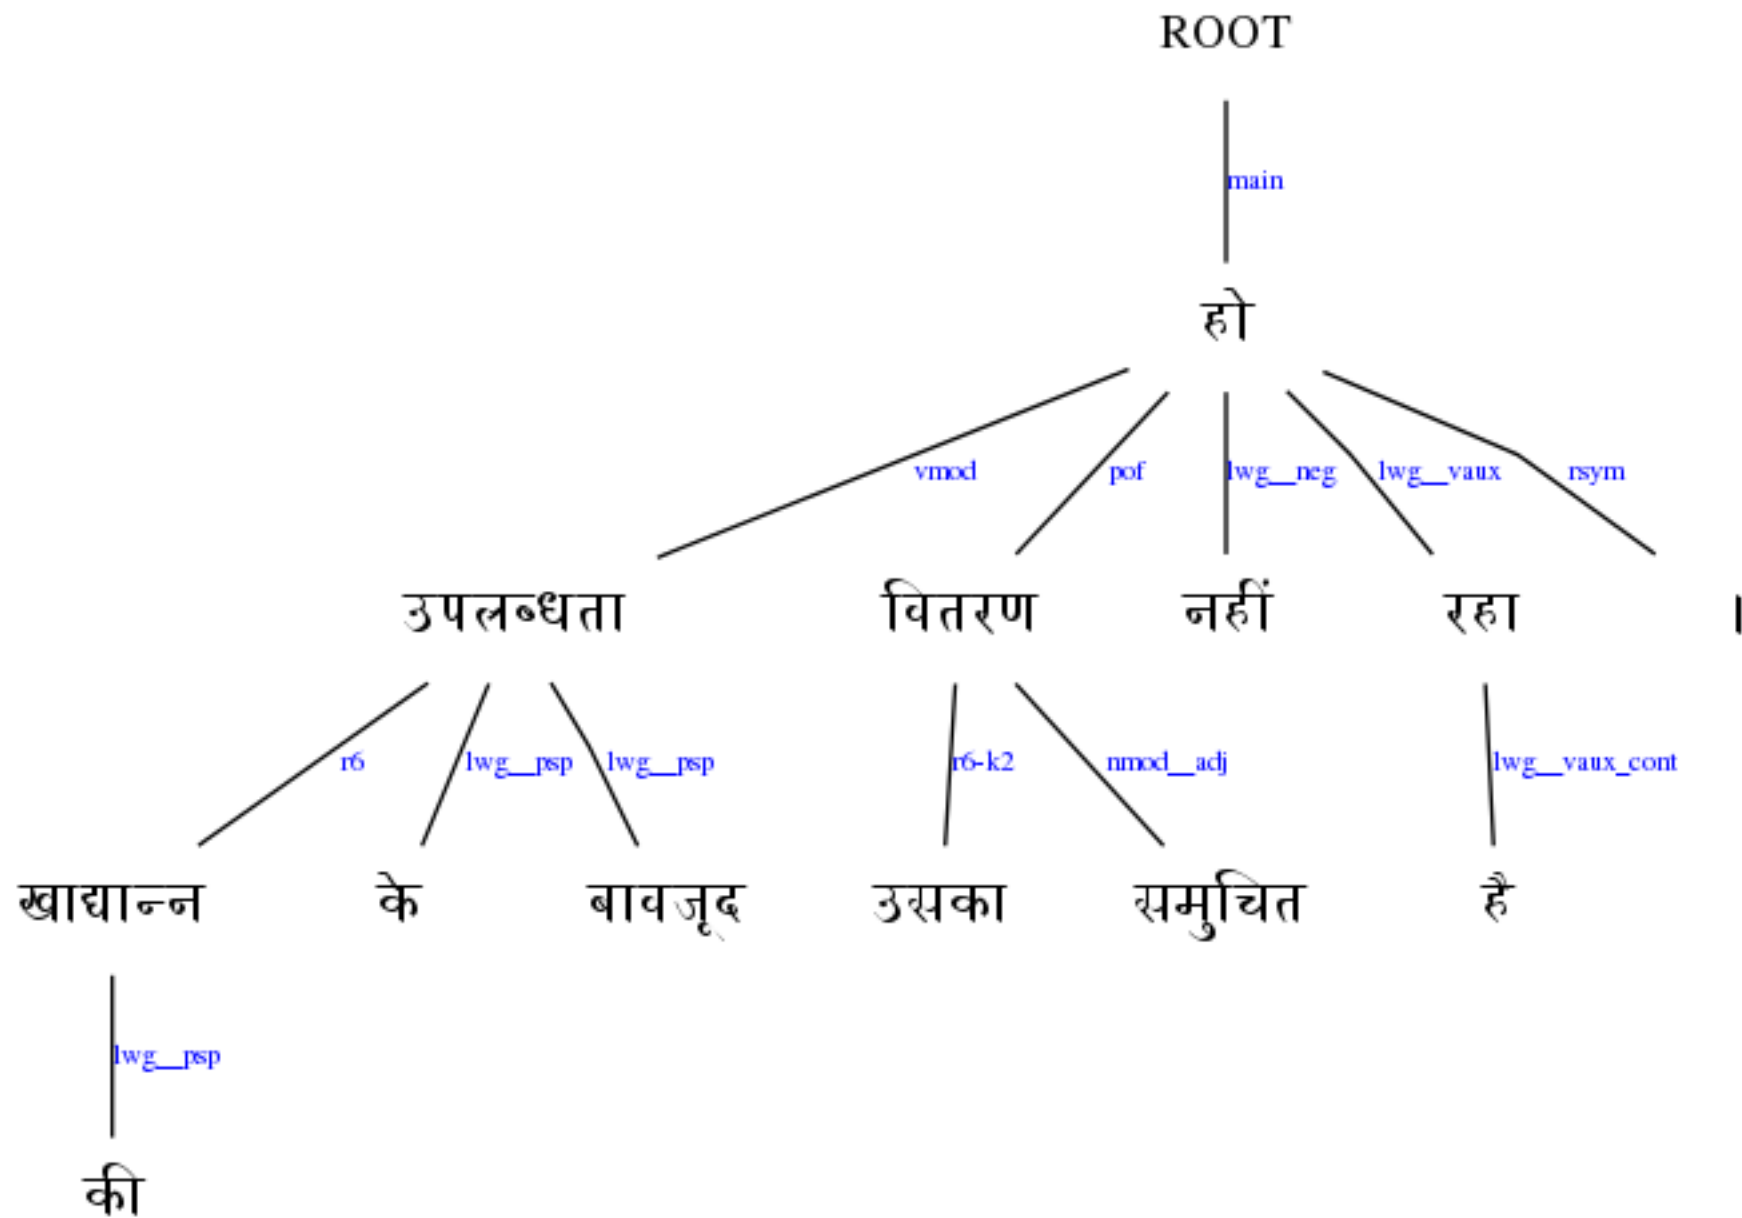 ROOT
main
हो
vmod pof lwg__neg lwg__vaux rsym
उपलब्धता वितरण नहीं रहा ।
r6 lwg__psp lwg__psp r6-k2 nmod__adj lwg__vaux_cont
खाद्यान्न के बावजूद उसका समुचित है
lwg__psp
की